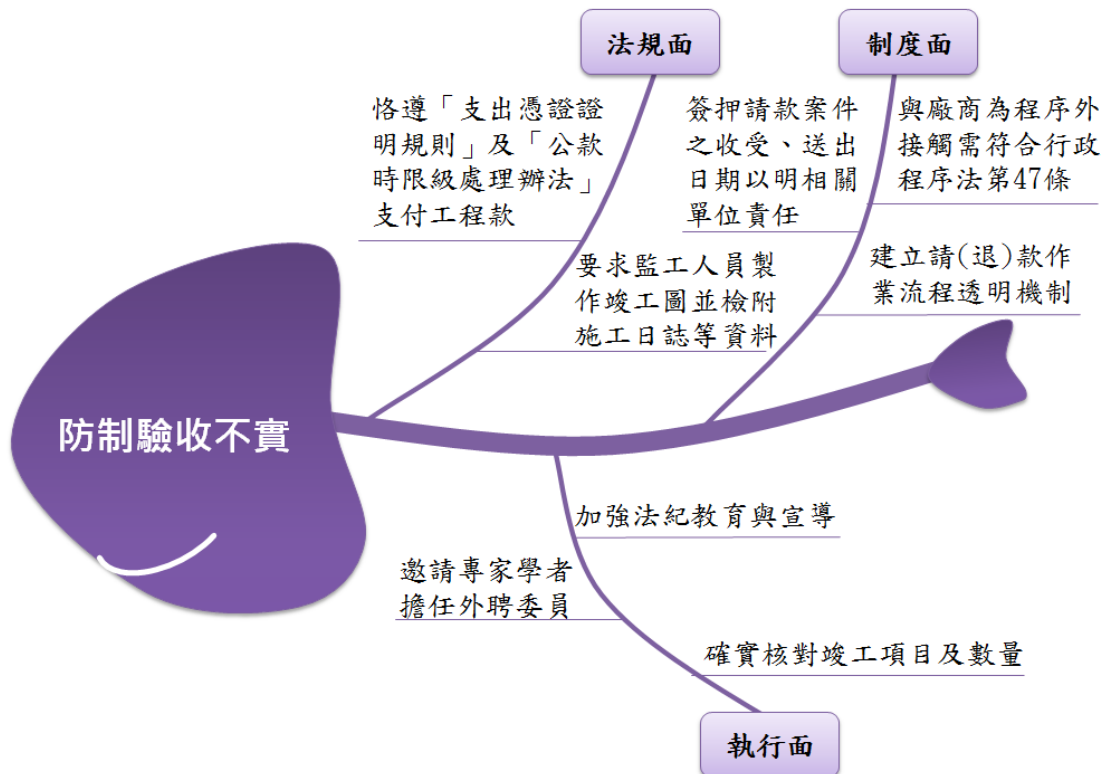 法規面
恪遵「支出憑證證
明規則」及「公款
時限級處理辦法」
支付工程款
要求監工人員製
作竣工圖並檢附
施工日誌等資料
制度面
簽押請款案件
之收受、送出
日期以明相關
單位責任
與廠商為程序外
接觸需符合行政
程序法第47條
建立請(退)款作
業流程透明機制
防制驗收不實
加強法紀教育與宣導
邀請專家學者
擔任外聘委員
確實核對竣工項目及數量
執行面